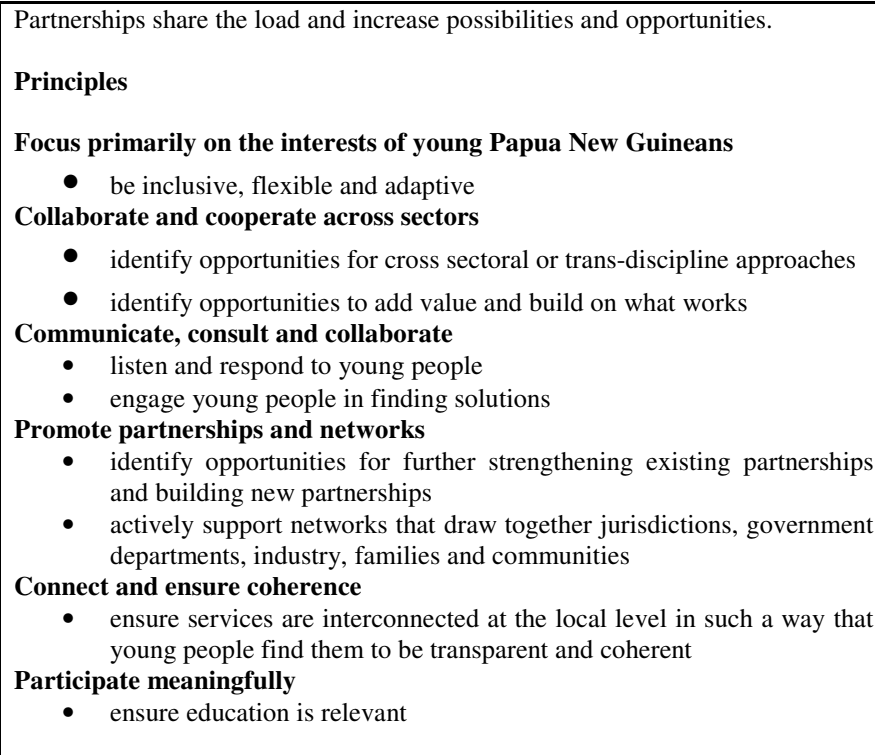 Partnerships share the load and increase possibilities and opportunities.
Principles
Focus primarily on the interests of young Papua New Guineans
• be inclusive, flexible and adaptive
Collaborate and cooperate across sectors
• identify opportunities for cross sectoral or trans-discipline approaches
• identify opportunities to add value and build on what works
Communicate, consult and collaborate
• listen and respond to young people
• engage young people in finding solutions
Promote partnerships and networks
• identify opportunities for further strengthening existing partnerships
and building new partnerships
• actively support networks that draw together jurisdictions, government
departments, industry, families and communities
Connect and ensure coherence
• ensure services are interconnected at the local level in such a way that
young people find them to be transparent and coherent
Participate meaningfully
• ensure education is relevant